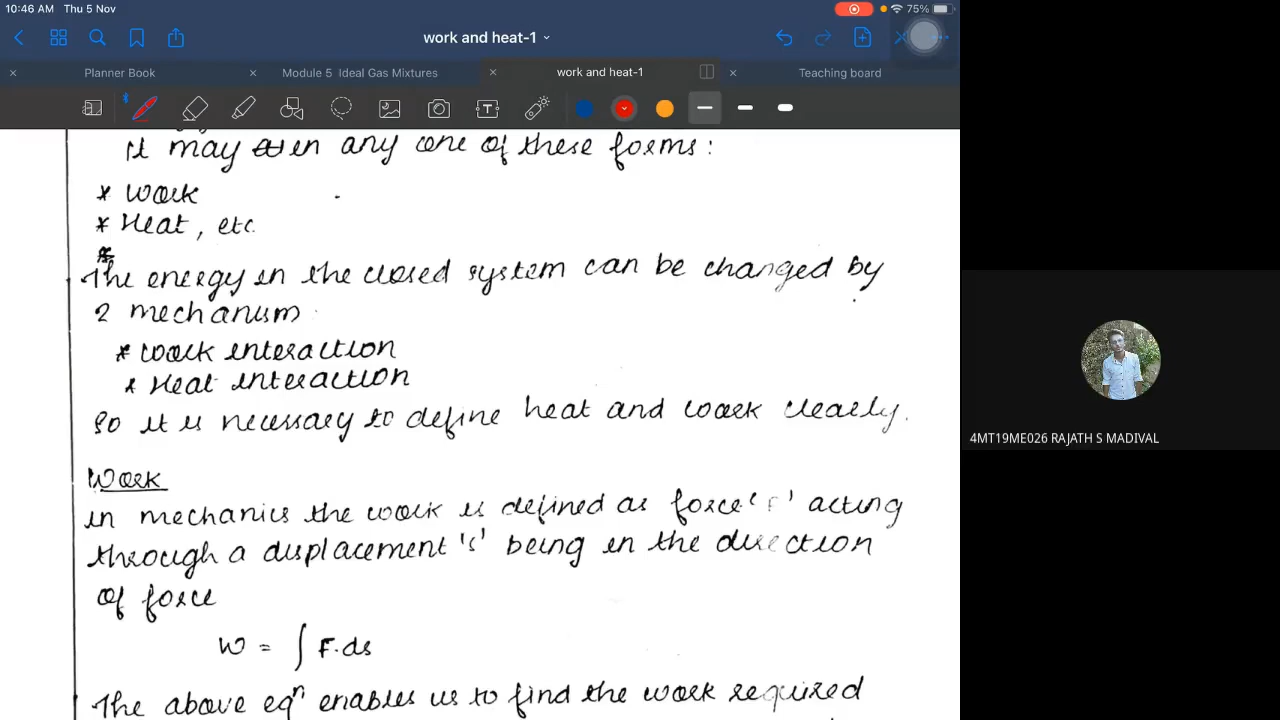 10:46 AM Thu 5 Nov
75%
work and heat-1
Planner Book
Module 5 Ideal Gas Mixtures
work and heat-1
Teaching board
It may in any one of these forms:
* Work
* Heat, etc
The energy in the closed system can be changed by
2 mechanism
* Work interaction
* Heat interaction
So it is necessary to define heat and work clearly.
Work
In mechanics the work is defined as force 'F' acting
through a displacement 's' being in the direction
of force
W = ∫ F.ds
The above eqⁿ enables us to find the work required
4MT19ME026 RAJATH S MADIVAL